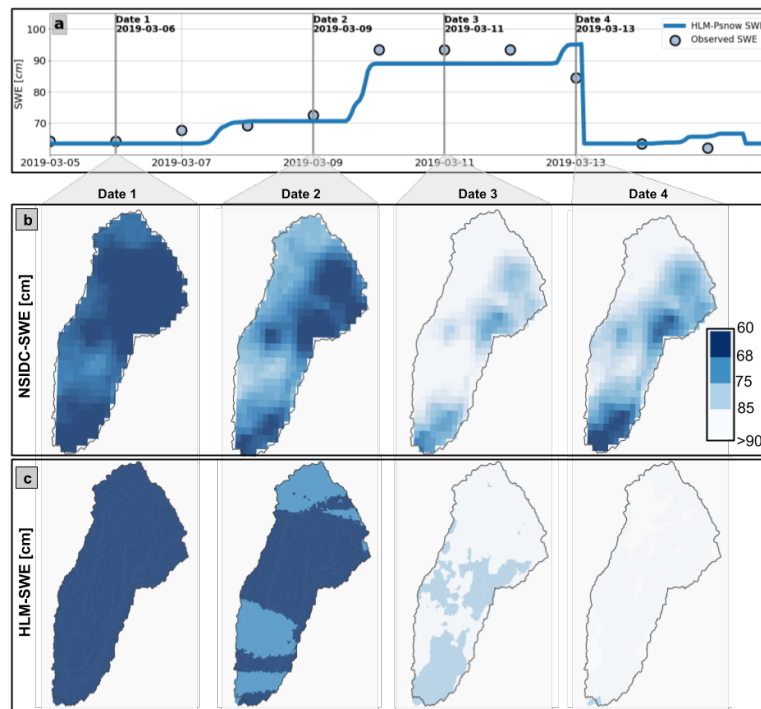 a
Date 1
2019-03-06
Date 2
2019-03-09
Date 3
2019-03-11
Date 4
2019-03-13
HLM-Psnow SWE
Observed SWE
SWE [cm]
100
90
80
70
2019-03-05
2019-03-07
2019-03-09
2019-03-11
2019-03-13
Date 1
Date 2
Date 3
Date 4
b
NSIDC-SWE [cm]
60
68
75
85
>90
c
HLM-SWE [cm]